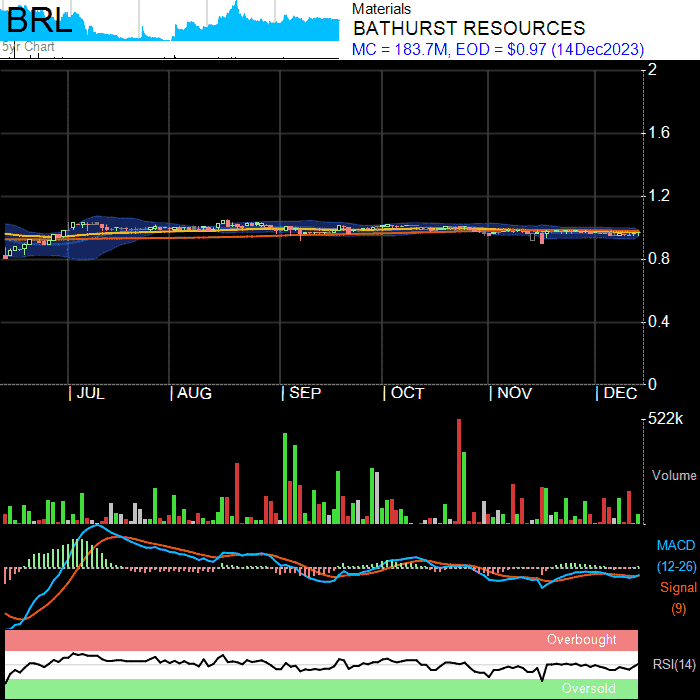 BRL
5yr Chart
Materials
BATHURST RESOURCES
MC = 183.7M, EOD = $0.97 (14Dec2023)
2
1.6
1.2
0.8
0.4
0
JUL AUG SEP OCT NOV DEC
522k
Volume
MACD
(12-26)
Signal
(9)
Overbought
RSI(14)
Oversold